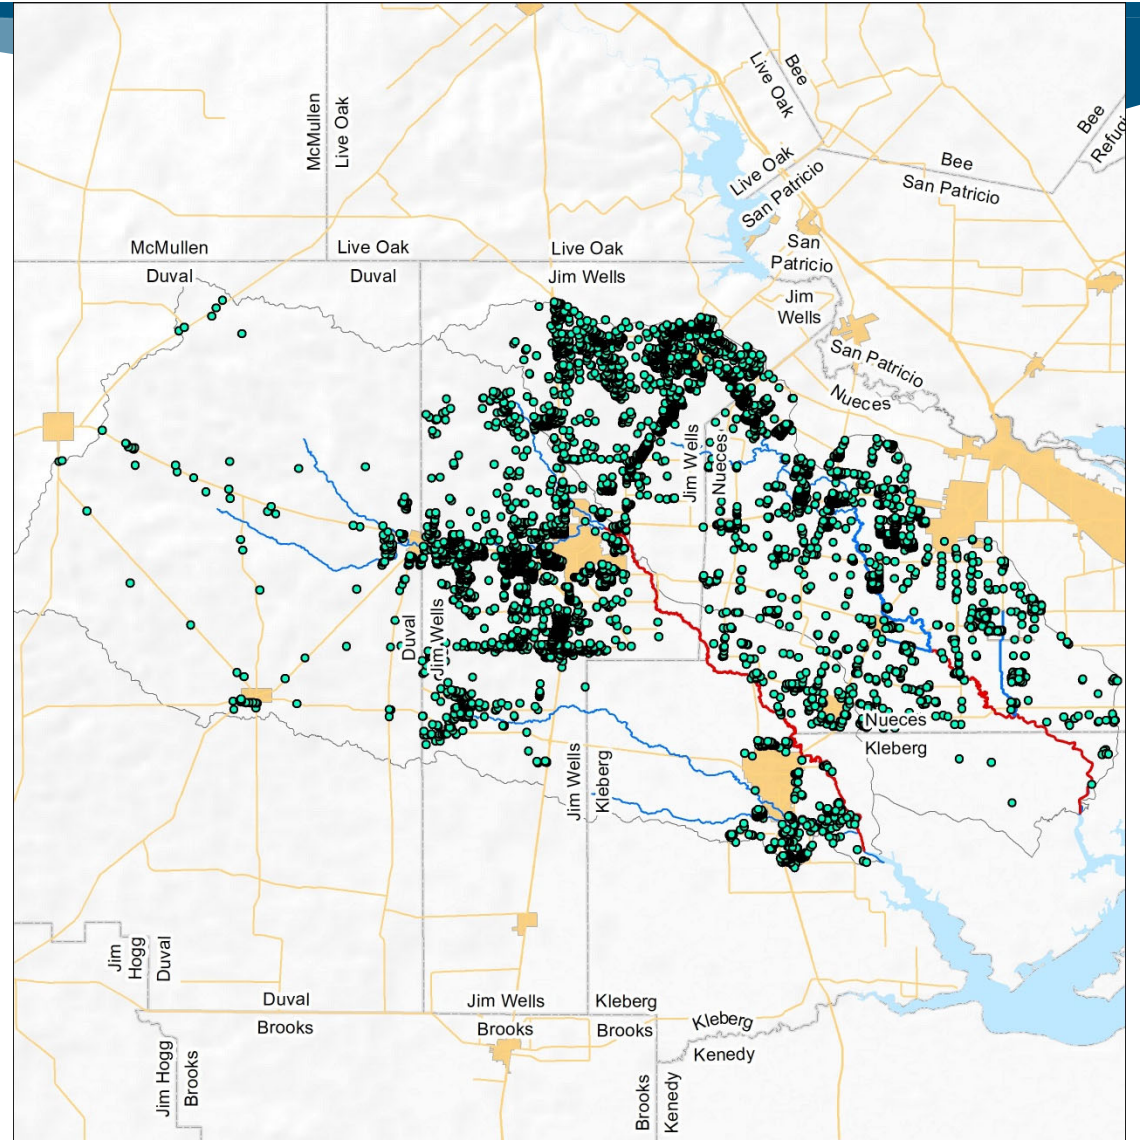 Bee
Live Oak
McMullen
Live Oak
Bee
Refugi
Live Oak
San Patricio
Bee
San Patricio
McMullen
Duval
Live Oak
Duval
Live Oak
Jim Wells
San
Patricio
Jim
Wells
San Patricio
Nueces
Jim Wells
Nueces
Duval
Jim Wells
Nueces
Kleberg
Jim Wells
Kleberg
Jim
Hogg
Duval
Duval
Brooks
Jim Wells
Brooks
Kleberg
Brooks
Kleberg
Kenedy
Jim Hogg
Brooks
Brooks
Kenedy